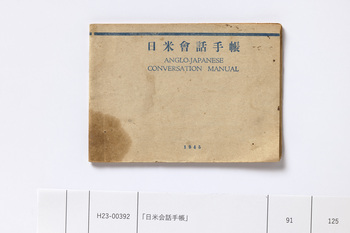 日米會話手帳
ANGLO-JAPANESE
CONVERSATION MANUAL
1945
H23-00392 「日米会話手帳」 91 125